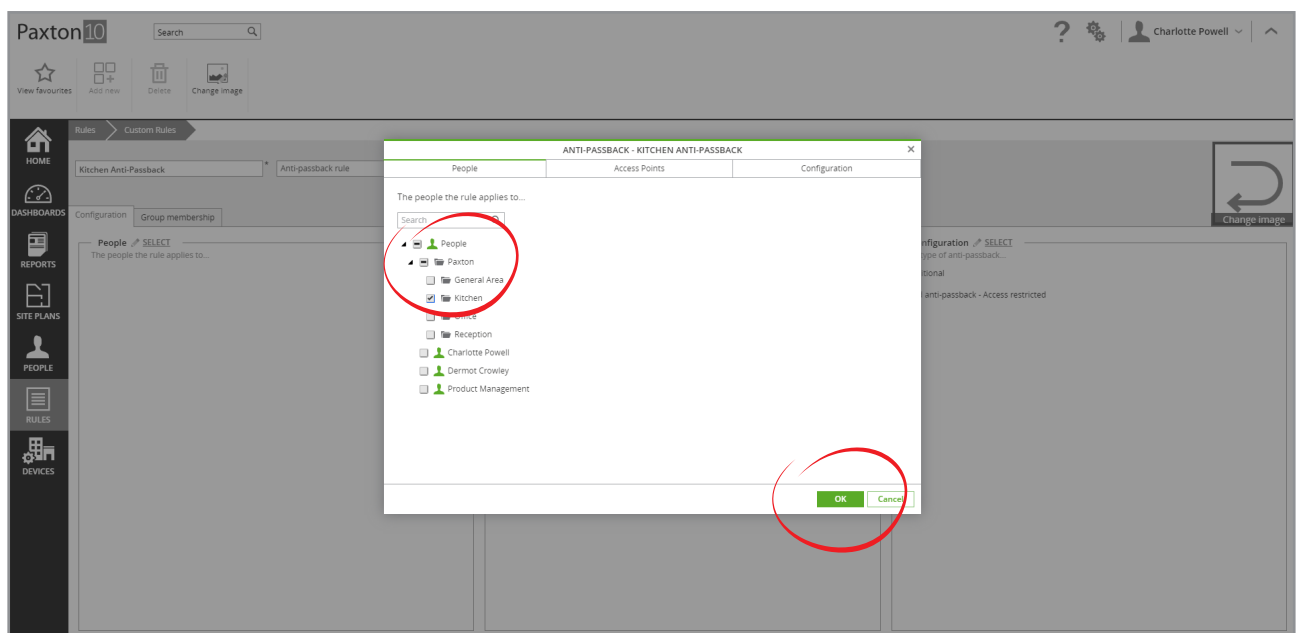 Paxton 10
Search
? Charlotte Powell
View favourites Add new Delete Change image
Rules Custom Rules
HOME
DASHBOARDS
REPORTS
SITE PLANS
PEOPLE
RULES
DEVICES
Kitchen Anti-Passback * Anti-passback rule
Configuration Group membership
People SELECT
The people the rule applies to...
ANTI-PASSBACK - KITCHEN ANTI-PASSBACK
People Access Points Configuration
The people the rule applies to...
Search
People
Paxton
General Area
Kitchen
Office
Reception
Charlotte Powell
Dermot Crowley
Product Management
OK Cancel
Change image
nfiguration SELECT
type of anti-passback...
itional
anti-passback - Access restricted